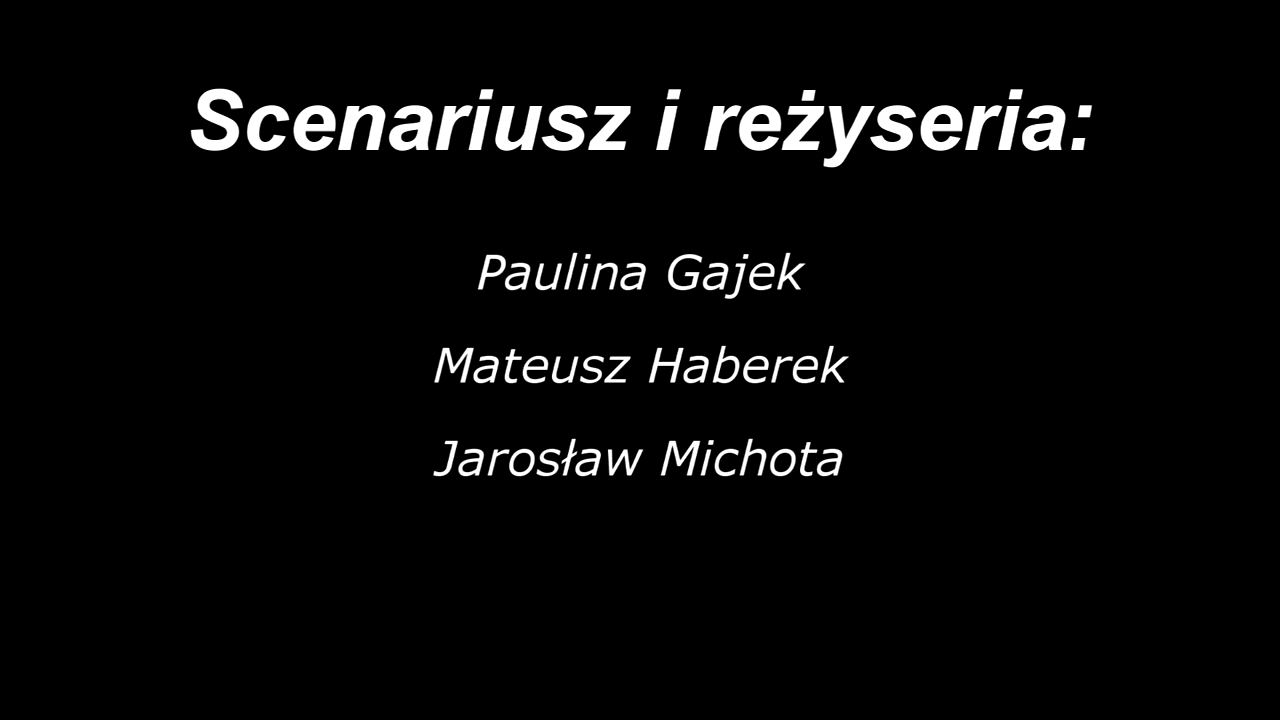 Scenariusz i reżyseria:
Paulina Gajek
Mateusz Haberek
Jarosław Michota